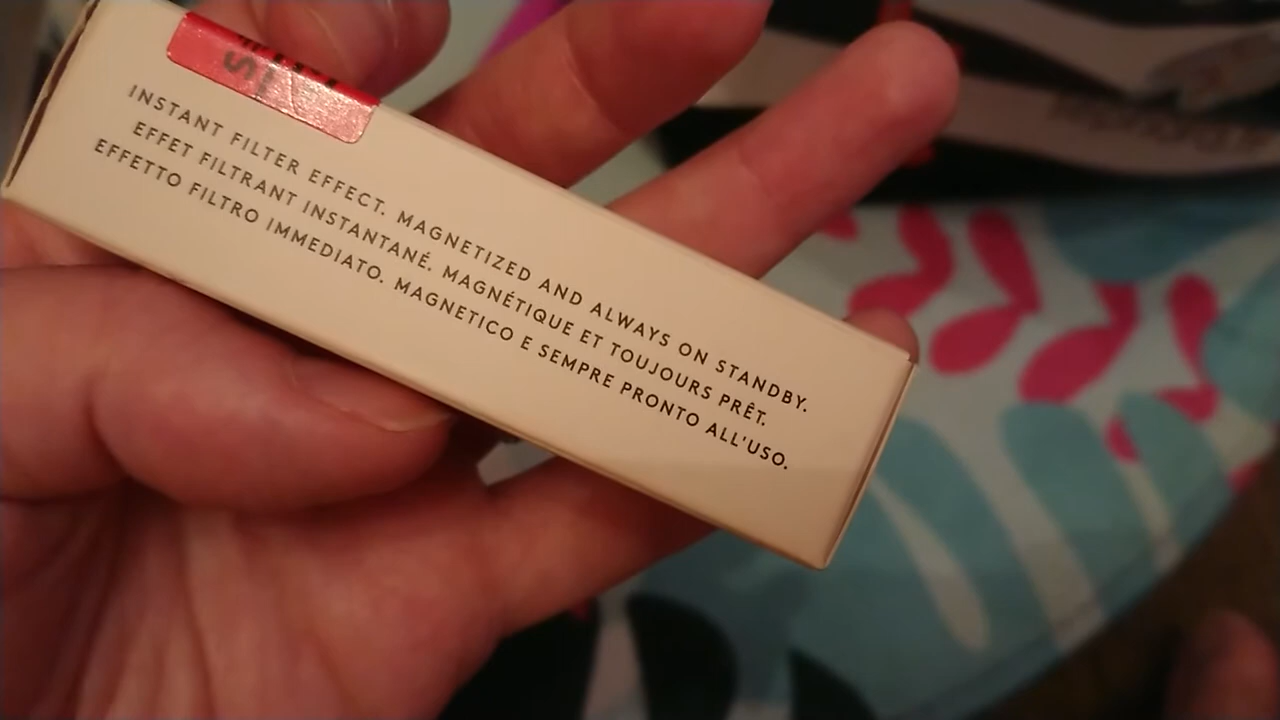 INSTANT FILTER EFFECT. MAGNETIZED AND ALWAYS ON STANDBY.
EFFET FILTRANT INSTANTANÉ. MAGNÉTIQUE ET TOUJOURS PRÊT.
EFFETTO FILTRO IMMEDIATO. MAGNETICO E SEMPRE PRONTO ALL'USO.